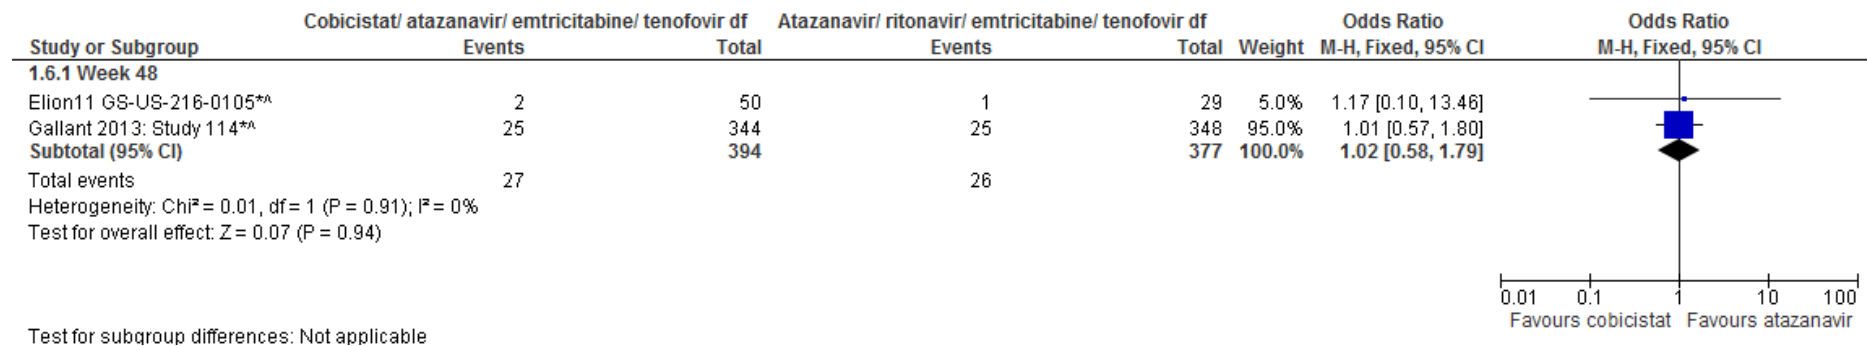 Cobicistat/ atazanavir/ emtricitabine/ tenofovir df Atazanavir/ ritonavir/ emtricitabine/ tenofovir df Odds Ratio Odds Ratio
Study or Subgroup Events Total Events Total Weight M-H, Fixed, 95% CI M-H, Fixed, 95% CI
1.6.1 Week 48
Elion11 GS-US-216-0105*^ 2 50 1 29 5.0% 1.17 [0.10, 13.46]
Gallant 2013: Study 114*^ 25 344 25 348 95.0% 1.01 [0.57, 1.80]
Subtotal (95% CI) 394 377 100.0% 1.02 [0.58, 1.79]
Total events 27 26
Heterogeneity: Chi² = 0.01, df = 1 (P = 0.91); I² = 0%
Test for overall effect: Z = 0.07 (P = 0.94)
0.01 0.1 1 10 100
Favours cobicistat Favours atazanavir
Test for subgroup differences: Not applicable